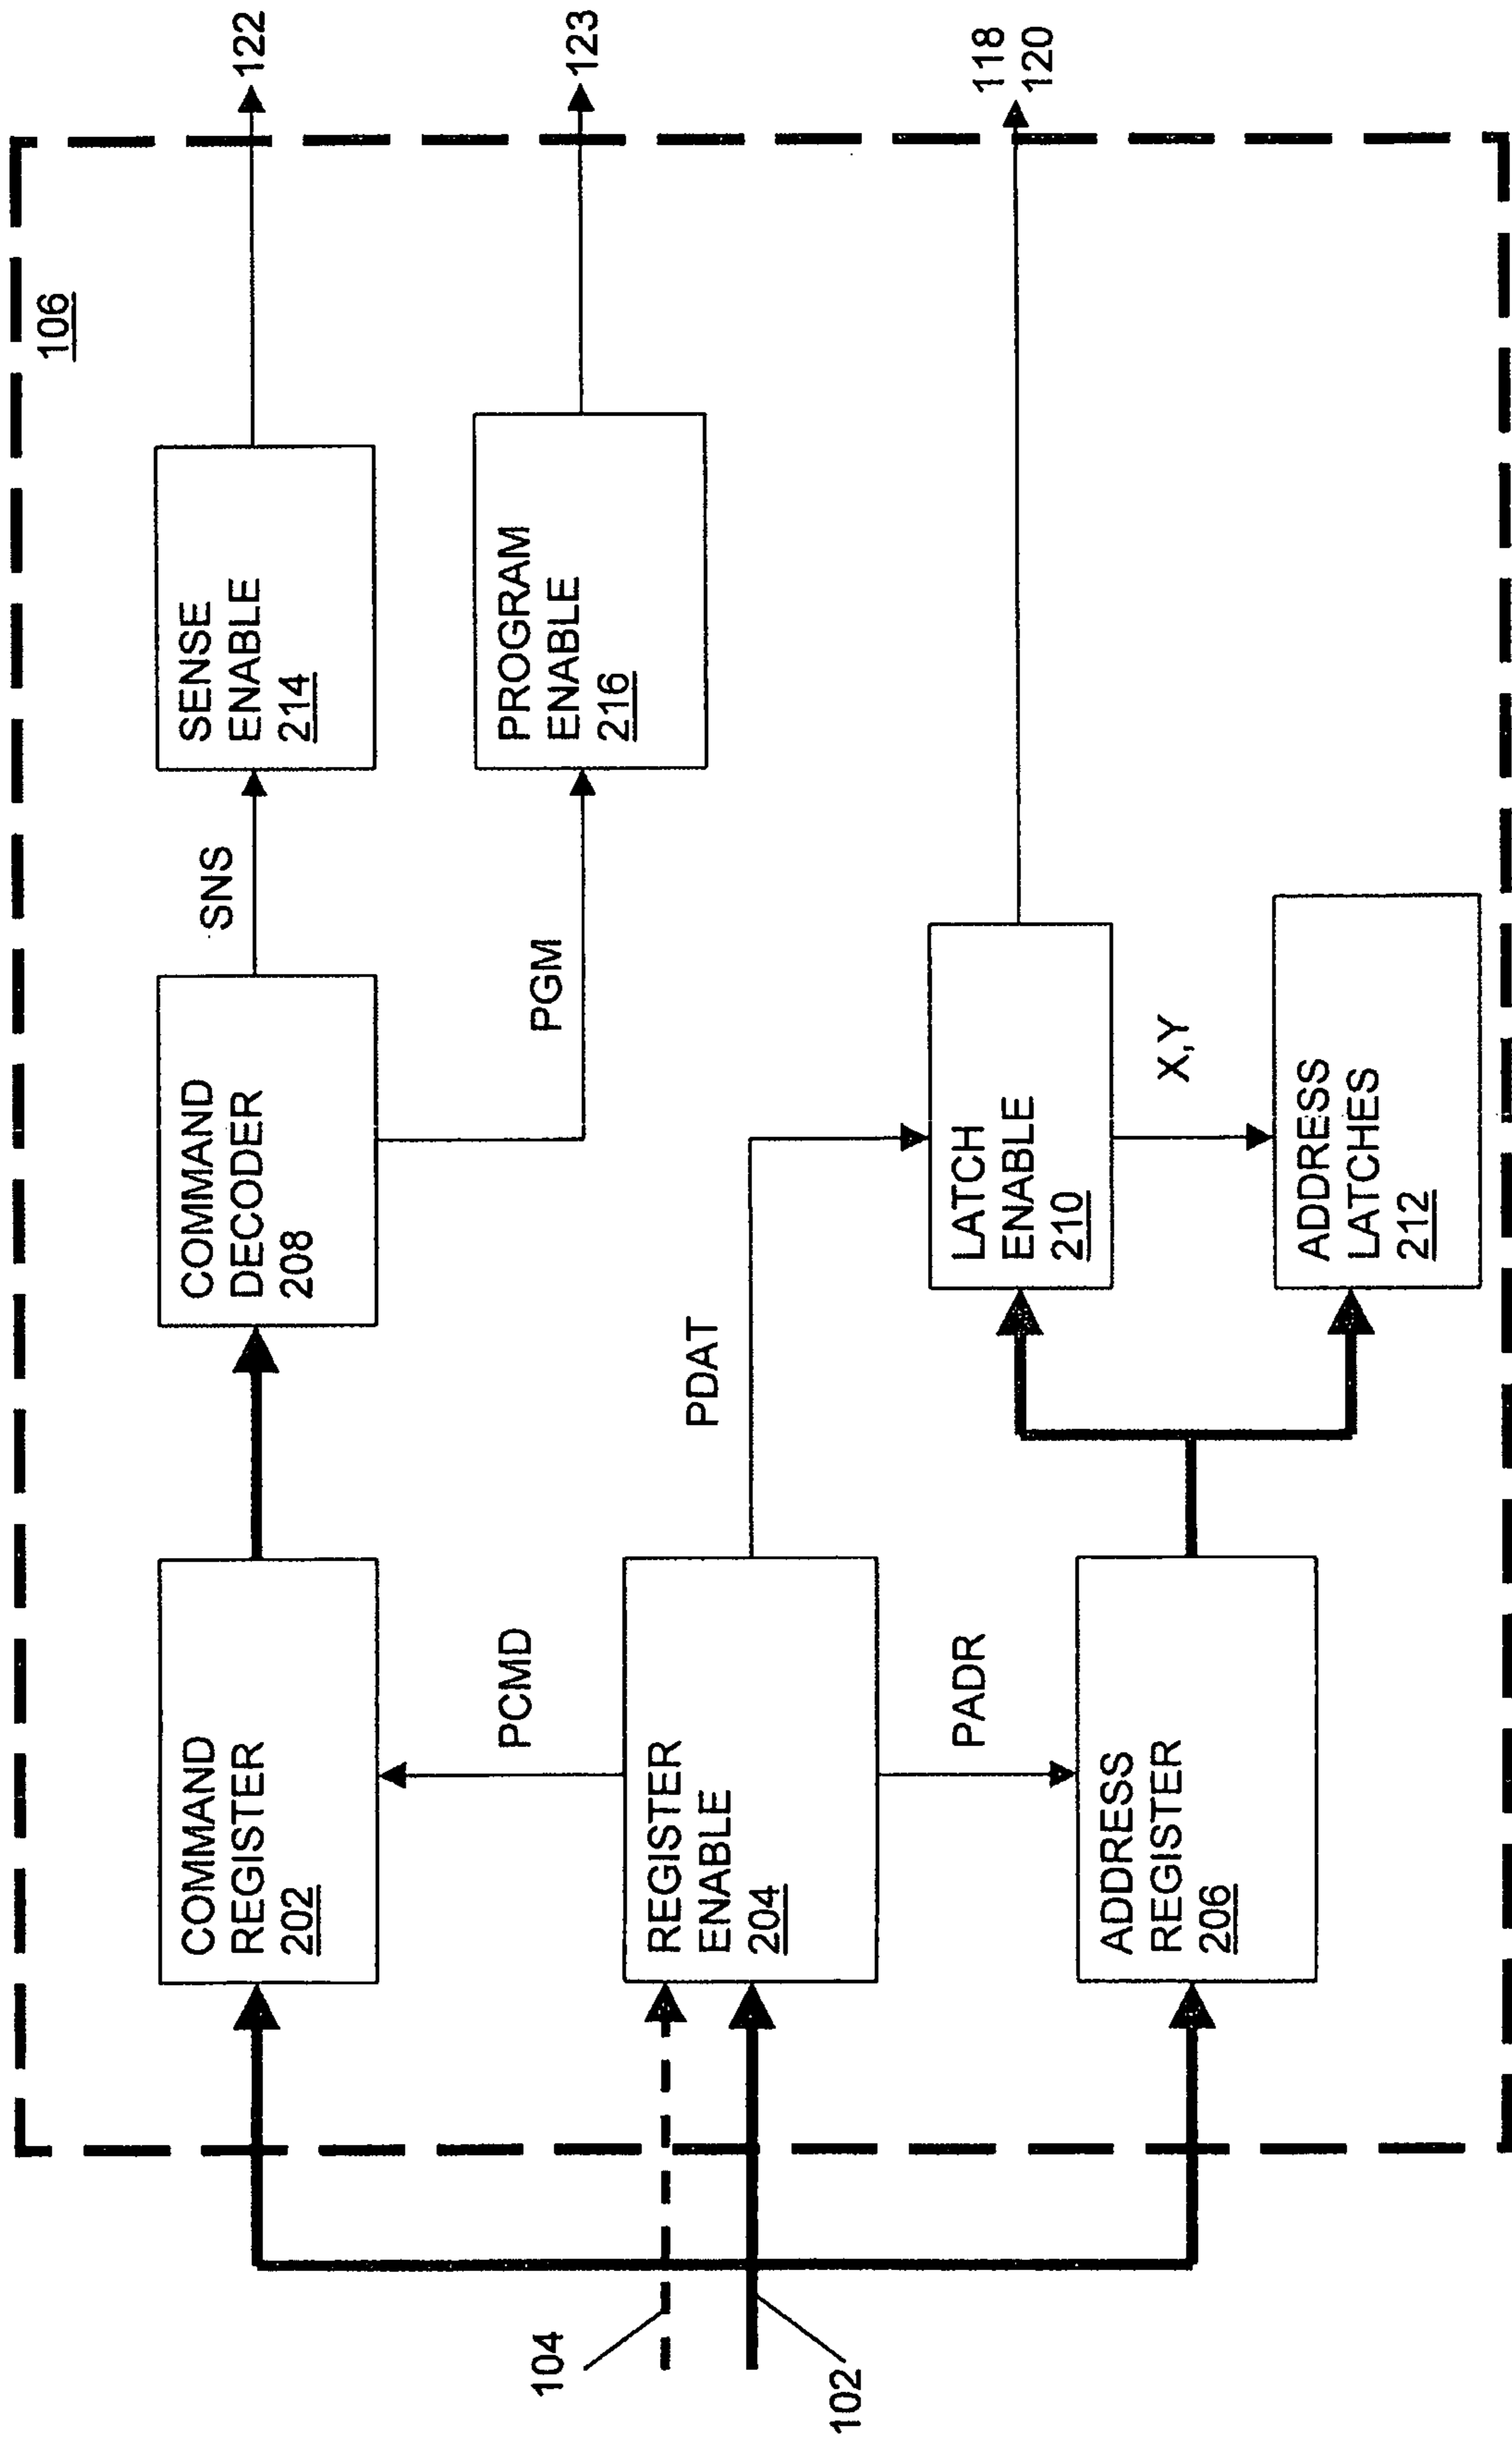 106
COMMAND
REGISTER
202
COMMAND
DECODER
208
SNS
SENSE
ENABLE
214
122
PGM
PROGRAM
ENABLE
216
123
PCMD
104
102
REGISTER
ENABLE
204
PDAT
PADR
ADDRESS
REGISTER
206
LATCH
ENABLE
210
118
120
X,Y
ADDRESS
LATCHES
212